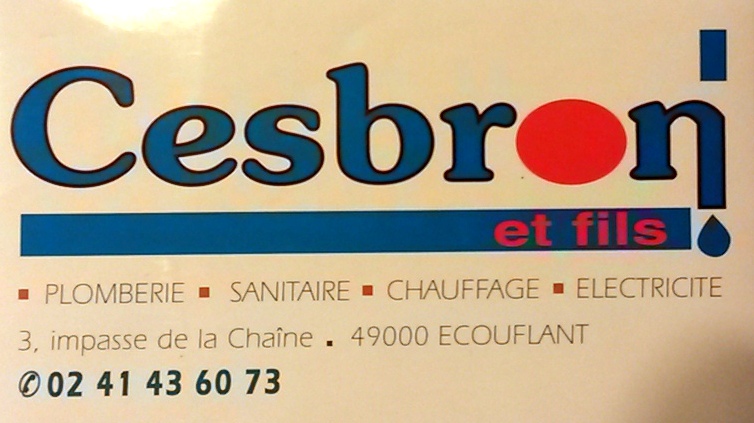 Cesbron
et fils
▪ PLOMBERIE ▪ SANITAIRE ▪ CHAUFFAGE ▪ ELECTRICITE
3, impasse de la Chaîne . 49000 ECOUFLANT
✆ 02 41 43 60 73